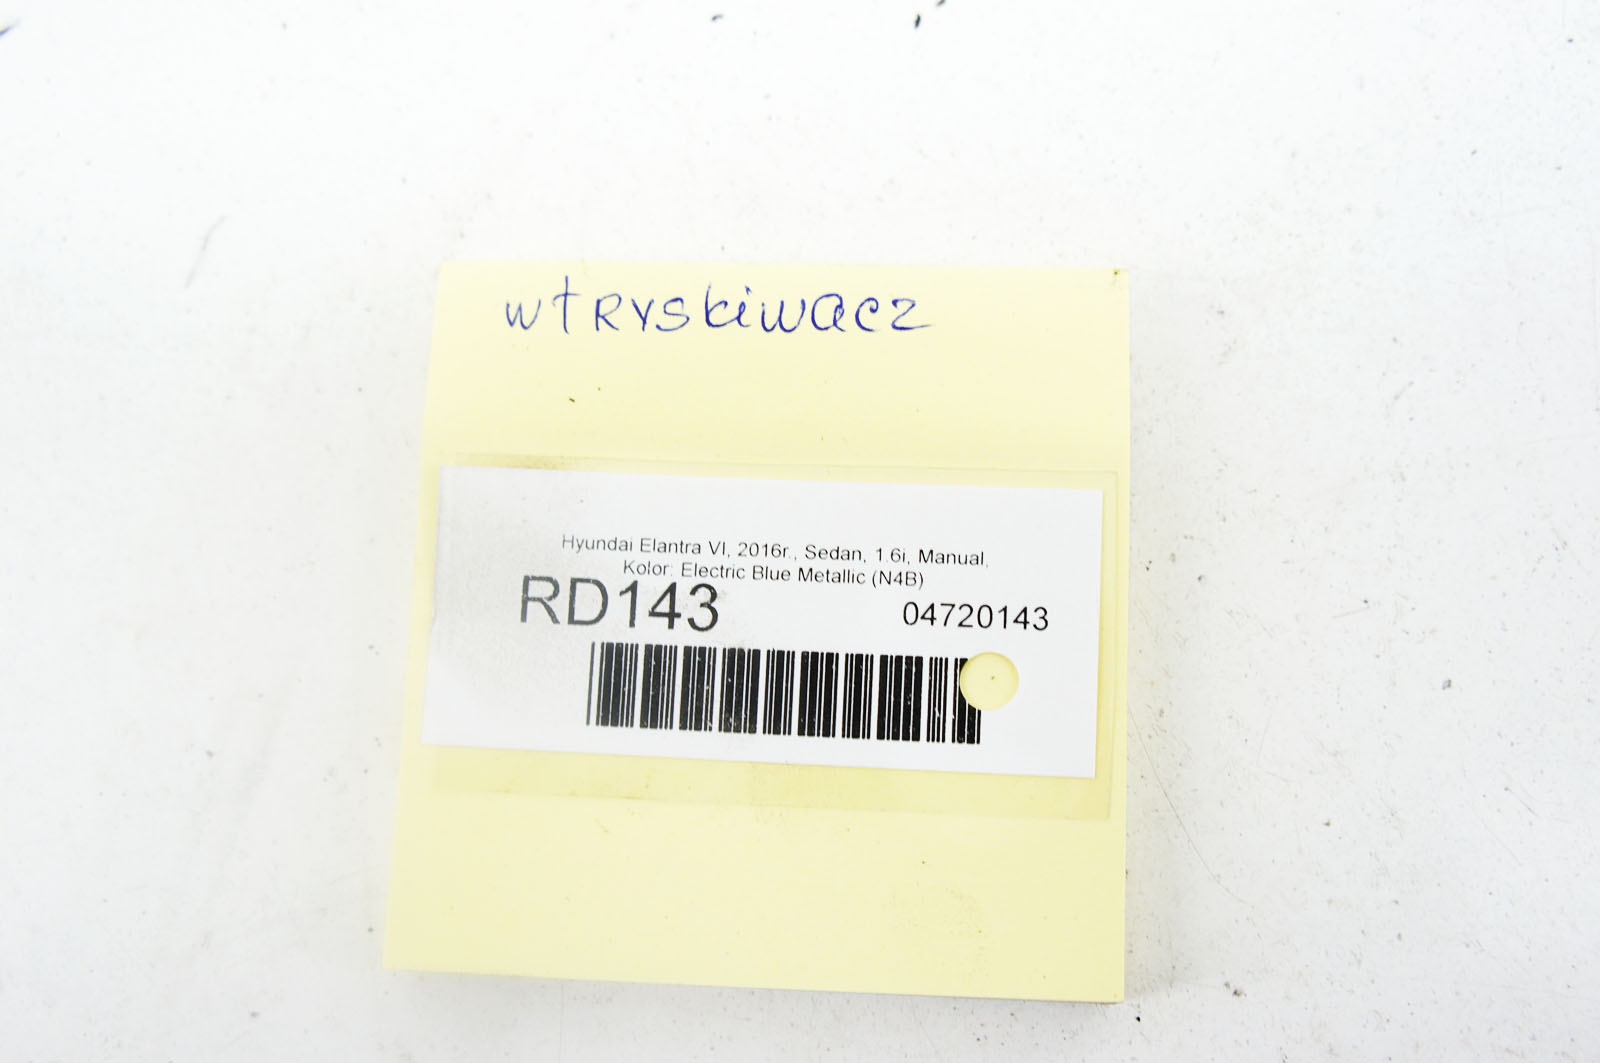 wtRYskiwacz
Hyundai Elantra VI, 2016r., Sedan, 1.6i, Manual,
Kolor: Electric Blue Metallic (N4B)
RD143 04720143